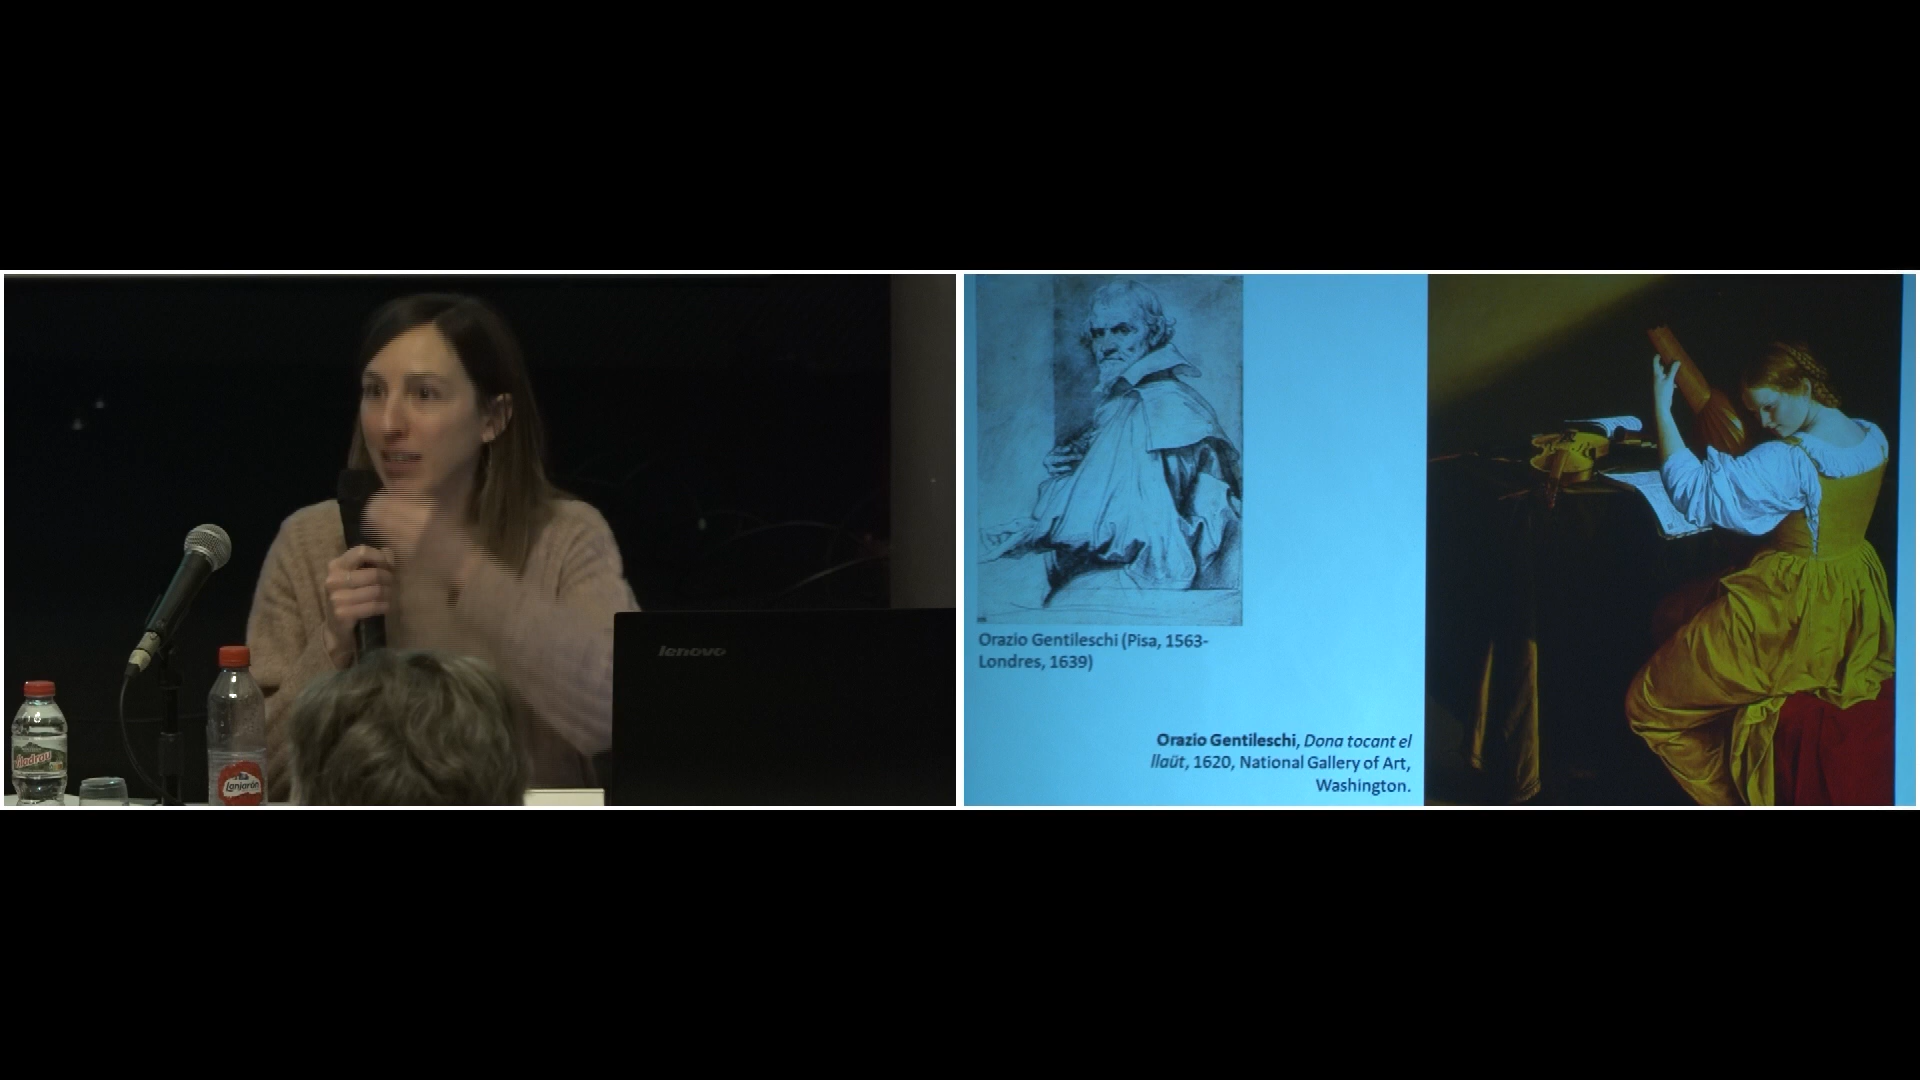 lenovo
Vladrau
Lanjarón
Orazio Gentileschi (Pisa, 1563-
Londres, 1639)
Orazio Gentileschi, Dona tocant el
llaüt, 1620, National Gallery of Art,
Washington.